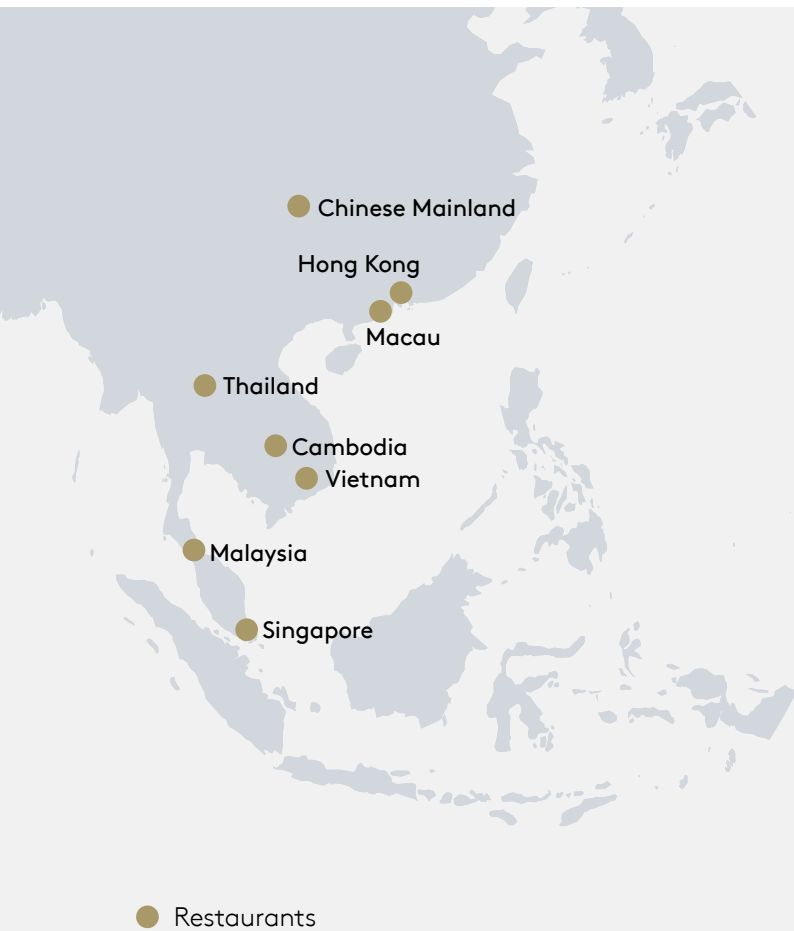 Chinese Mainland
Hong Kong
Macau
Thailand
Cambodia
Vietnam
Malaysia
Singapore
Restaurants